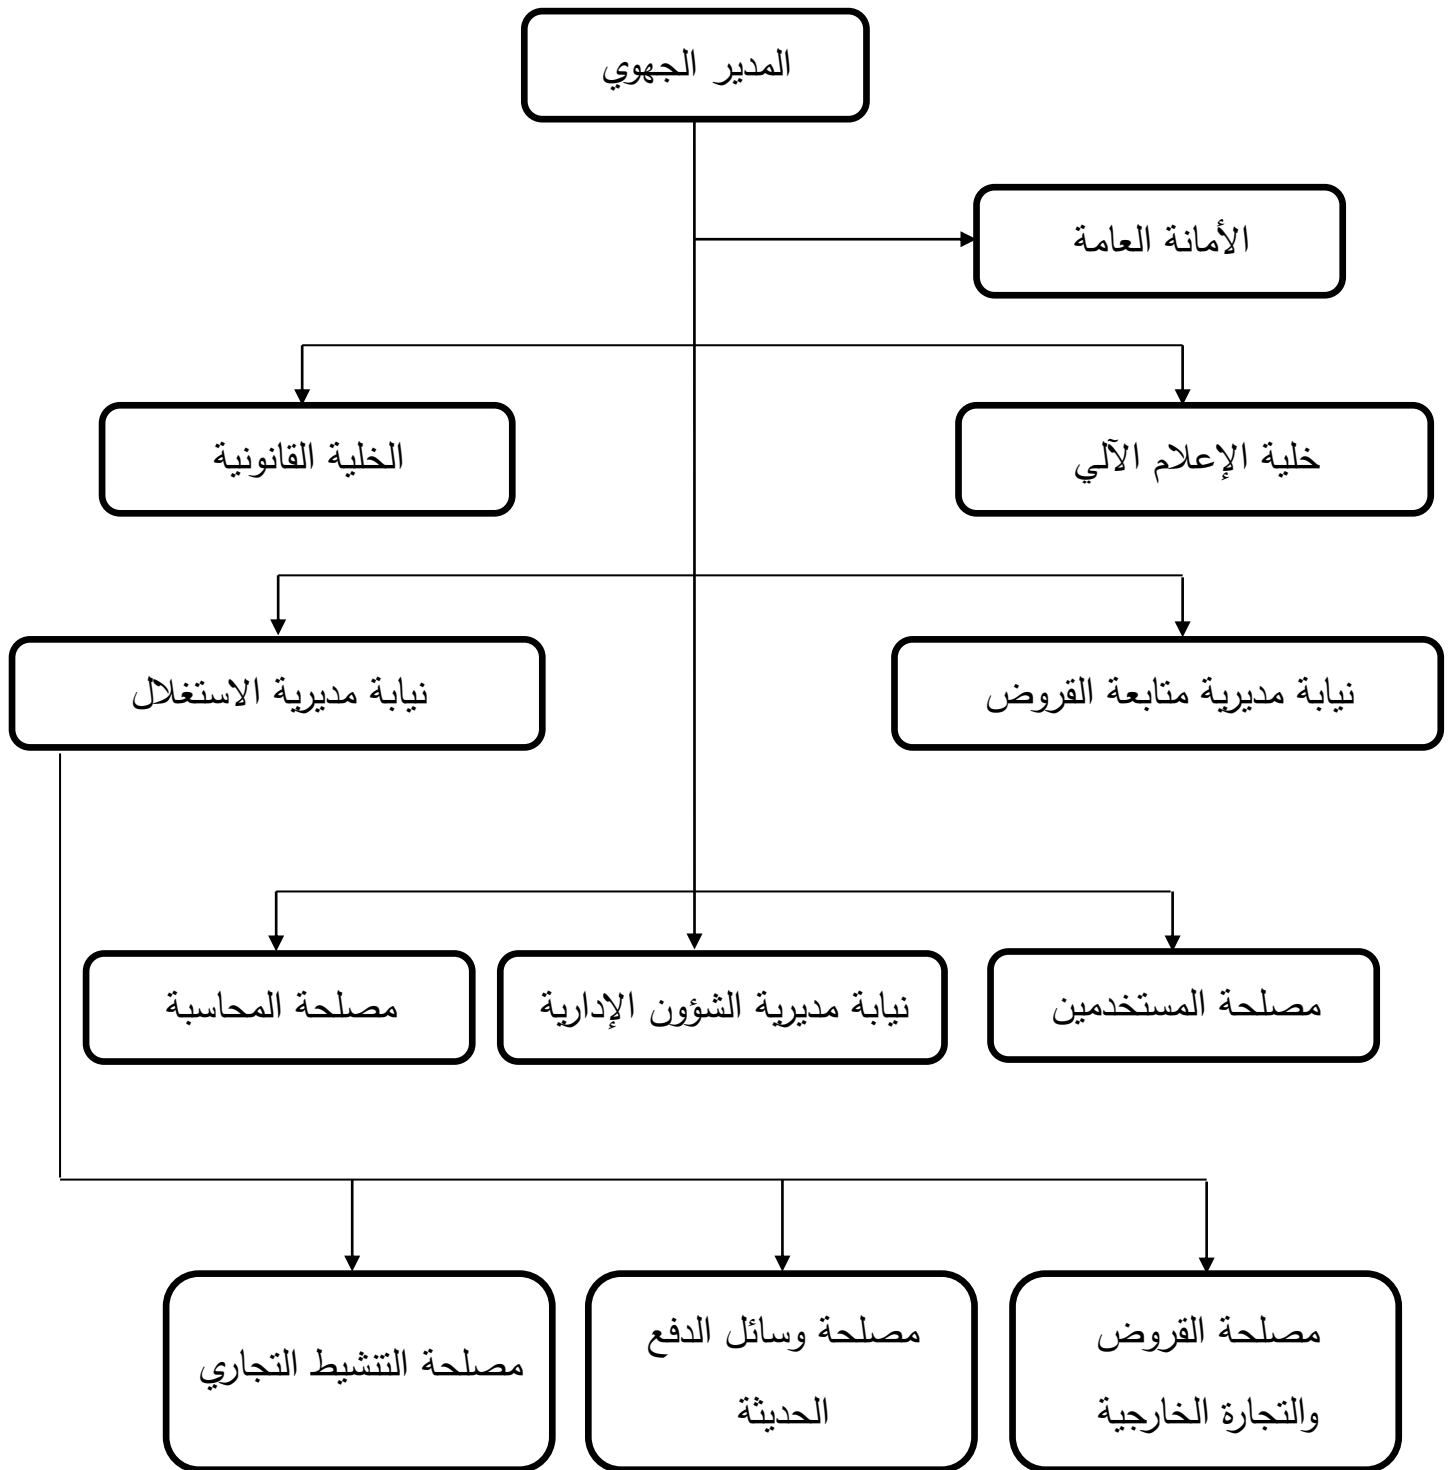 المدير الجهوي
الأمانة العامة
خلية الإعلام الآلي
الخلية القانونية
نيابة مديرية متابعة القروض
نيابة مديرية الاستغلال
مصلحة المستخدمين
نيابة مديرية الشؤون الإدارية
مصلحة المحاسبة
مصلحة القروض
والتجارة الخارجية
مصلحة وسائل الدفع
الحديثة
مصلحة التنشيط التجاري